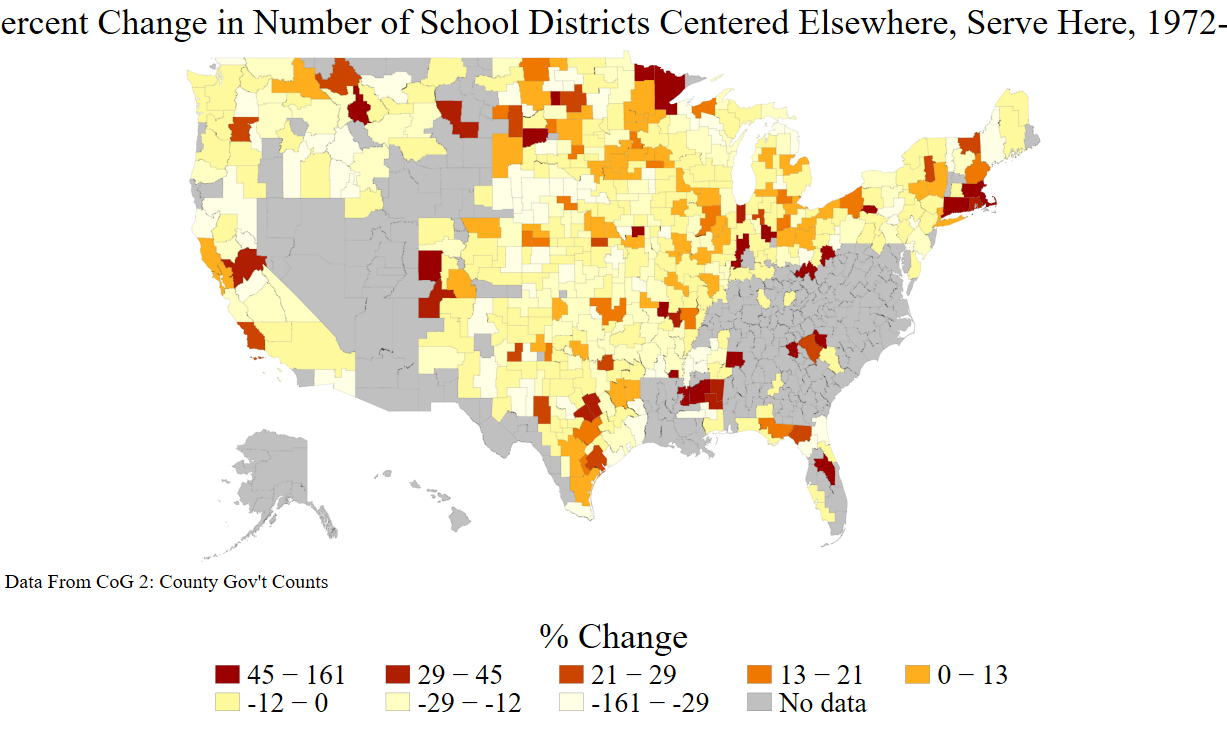 ercent Change in Number of School Districts Centered Elsewhere, Serve Here, 1972-
Data From CoG 2: County Gov't Counts
% Change
45 − 161 29 − 45 21 − 29 13 − 21 0 − 13
-12 − 0 -29 − -12 -161 − -29 No data